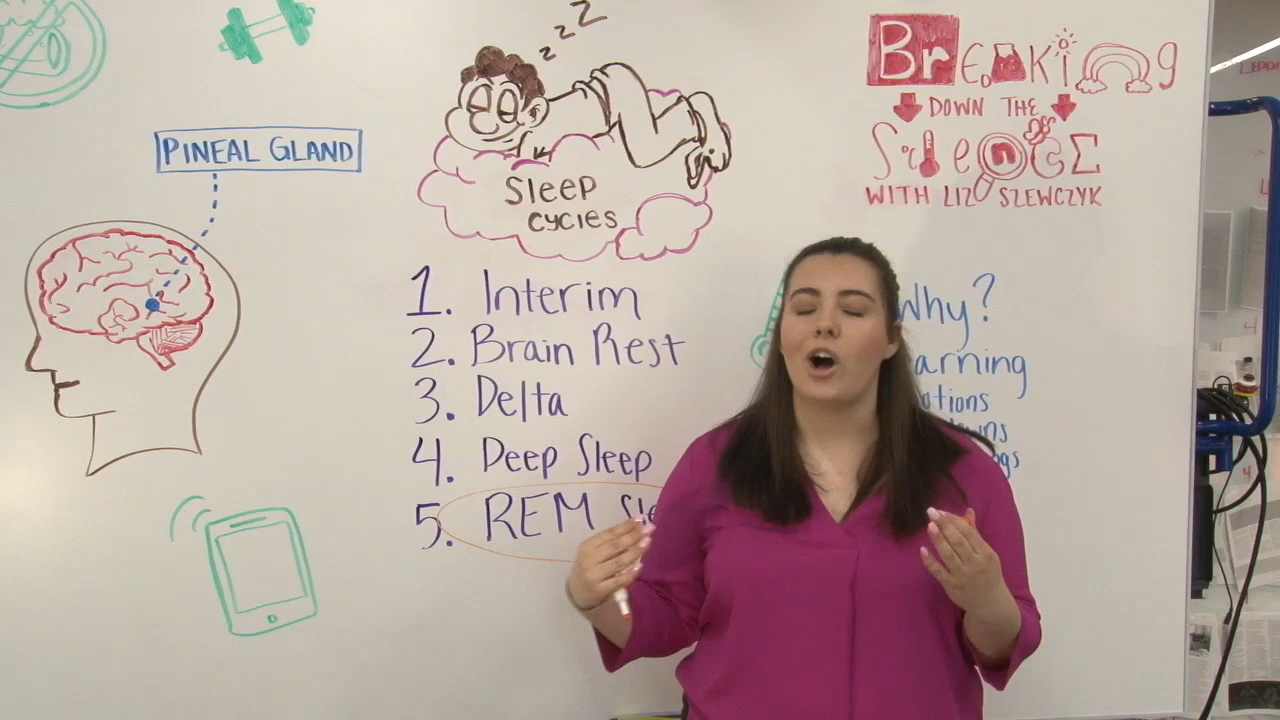 z z z z
BrEAKiNg
DOWN THE
SciencE
WITH LIZ SZEWCZYK
PINEAL GLAND
Sleep
cycles
1. Interim
2. Brain Rest
3. Delta
4. Deep Sleep
5. REM Sle
Why?
arning